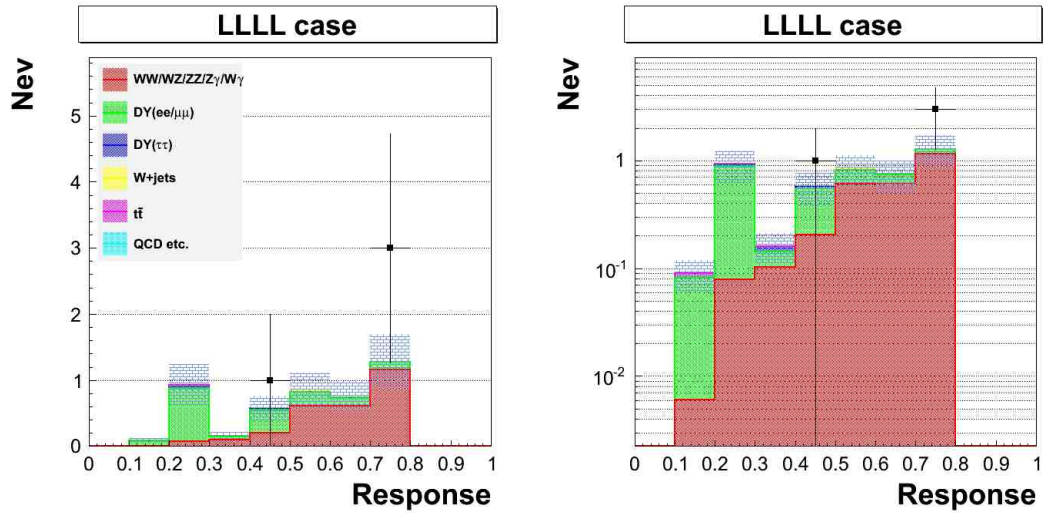 LLLL case
Nev
5
4
3
2
1
0
WW/WZ/ZZ/Zγ/Wγ
DY(ee/μμ)
DY(ττ)
W+jets
tt̄
QCD etc.
0 0.1 0.2 0.3 0.4 0.5 0.6 0.7 0.8 0.9 1
Response
LLLL case
Nev
1
10⁻¹
10⁻²
0 0.1 0.2 0.3 0.4 0.5 0.6 0.7 0.8 0.9 1
Response